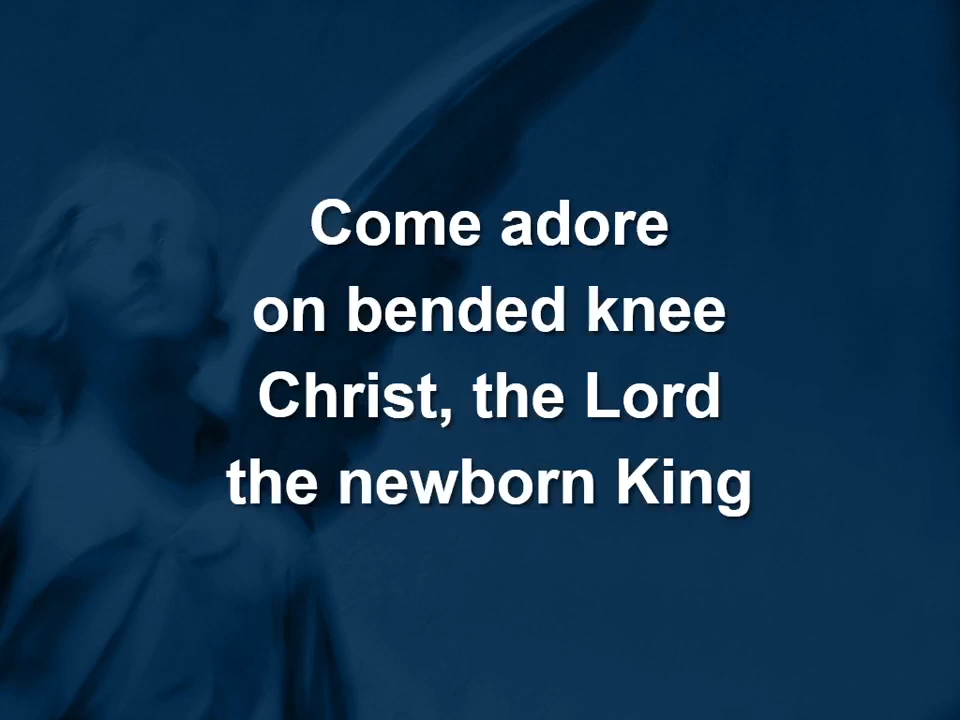 Come adore
on bended knee
Christ, the Lord
the newborn King